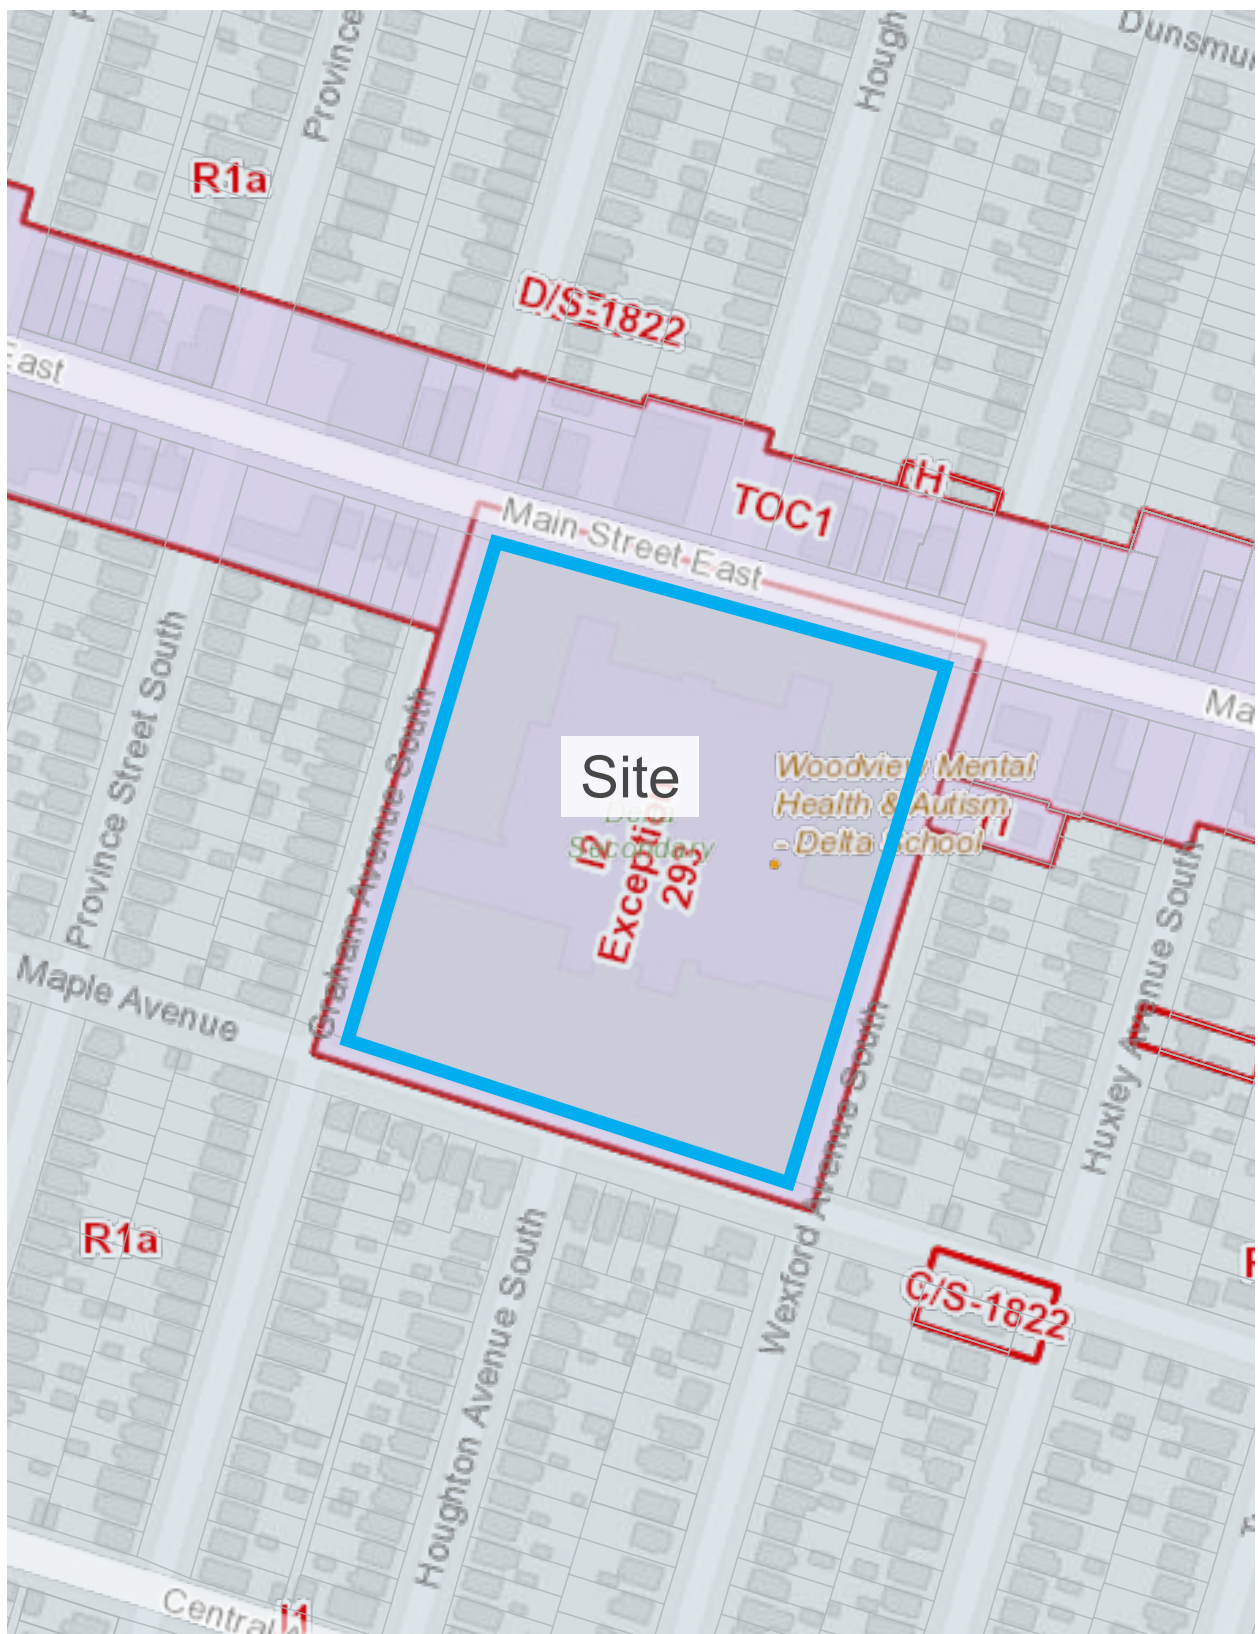 Dunsmu
Hough
Province
R1a
D/S-1822
East
H
TOC1
Main Street East
Ma
Site
Woodview Mental
Health & Autism
- Delta School
Delta
Secondary
I2
Exception
293
Province Street South
Graham Avenue South
Maple Avenue
Huxley Avenue South
Wexford Avenue South
R1a
Houghton Avenue South
C/S-1822
Central
I1